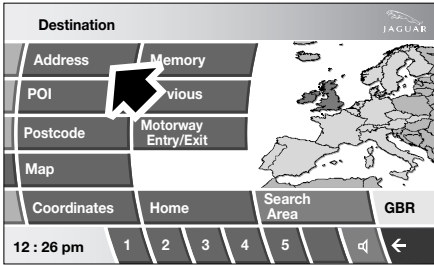 Destination
JAGUAR
Address
Memory
POI
vious
Postcode
Motorway
Entry/Exit
Map
Coordinates
Home
Search
Area
GBR
12 : 26 pm
1
2
3
4
5